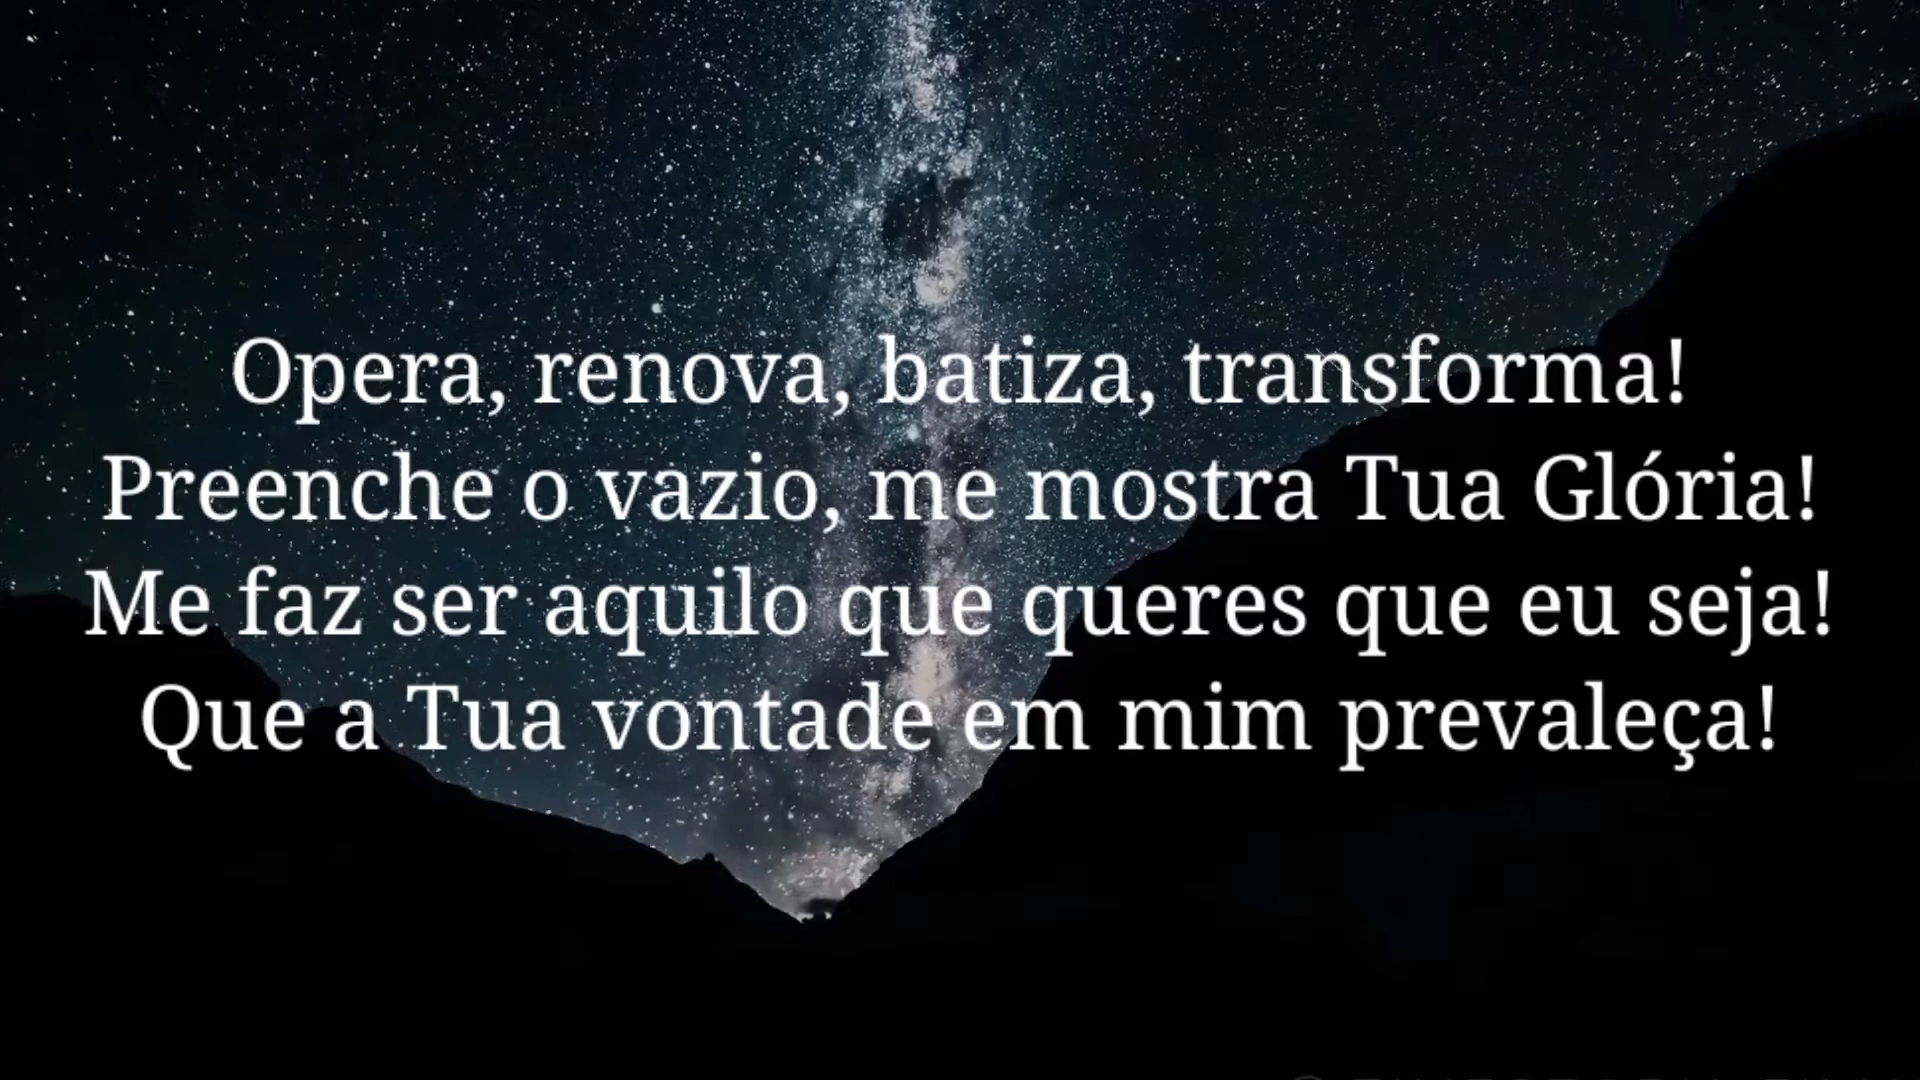 Opera, renova, batiza, transforma!
Preenche o vazio, me mostra Tua Glória!
Me faz ser aquilo que queres que eu seja!
Que a Tua vontade em mim prevaleça!